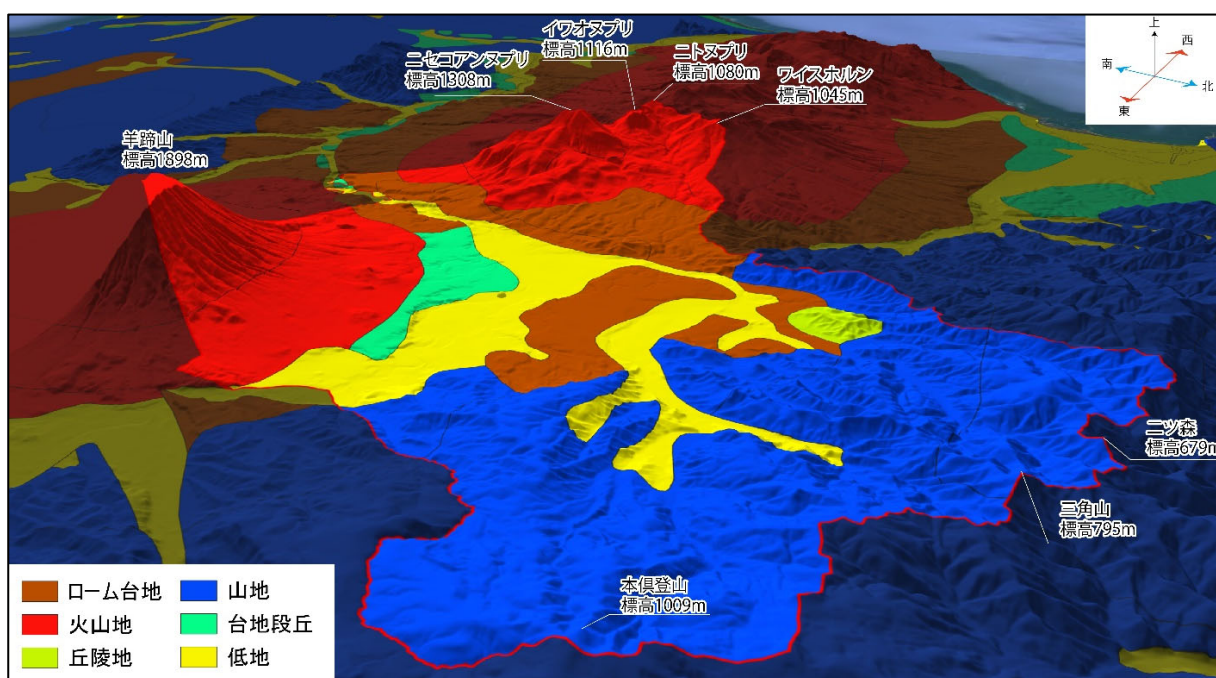 イワオヌプリ
標高1116m
ニセコアンヌプリ
標高1308m
ニトヌプリ
標高1080m
ワイスホルン
標高1045m
上
西
南
北
東
羊蹄山
標高1898m
二ツ森
標高679m
三角山
標高795m
本倶登山
標高1009m
ローム台地
山地
火山地
台地段丘
丘陵地
低地